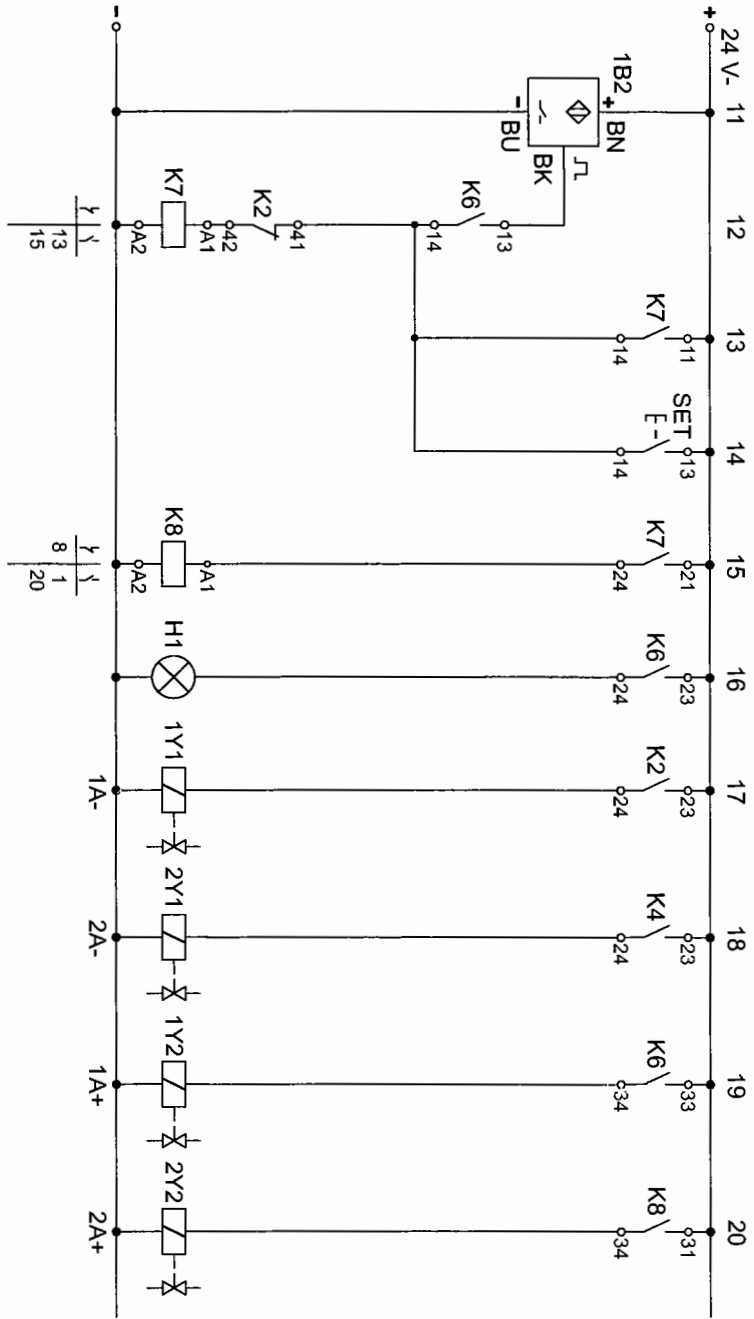 24 V- 11 12 13 14 15 16 17 18 19 20
+
11 13 21 23 23 23 33 31
K7 SET K7 K6 K2 K4 K6 K8
14 14 24 24 24 24 34 34
1B2 + BN
BK
- BU
13
K6
14
41
K2
42
A1 A1
K7 K8 H1 1Y1 2Y1 1Y2 2Y2
A2 A2
-
1A- 2A- 1A+ 2A+
13 8 1
15 20